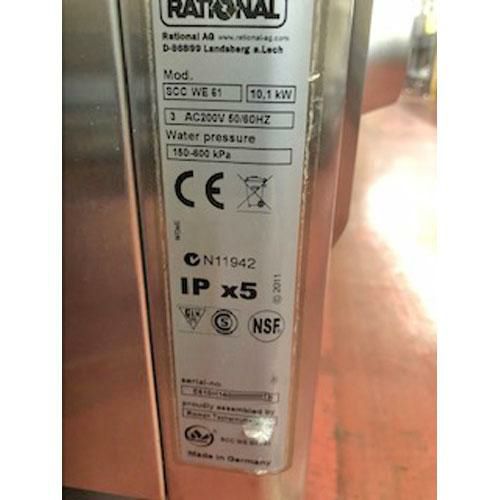 RATIONAL
Rational AG www.rational-ag.com
D-86899 Landsberg a.Lech
Mod.
SCC WE 61 10,1 kW
3 AC200V 50/60HZ
Water pressure
150-600 kPa
CE
N11942
IP x5
© 2011
S
NSF
serial-no
proudly assembled by
SCC WE
Made in Germany